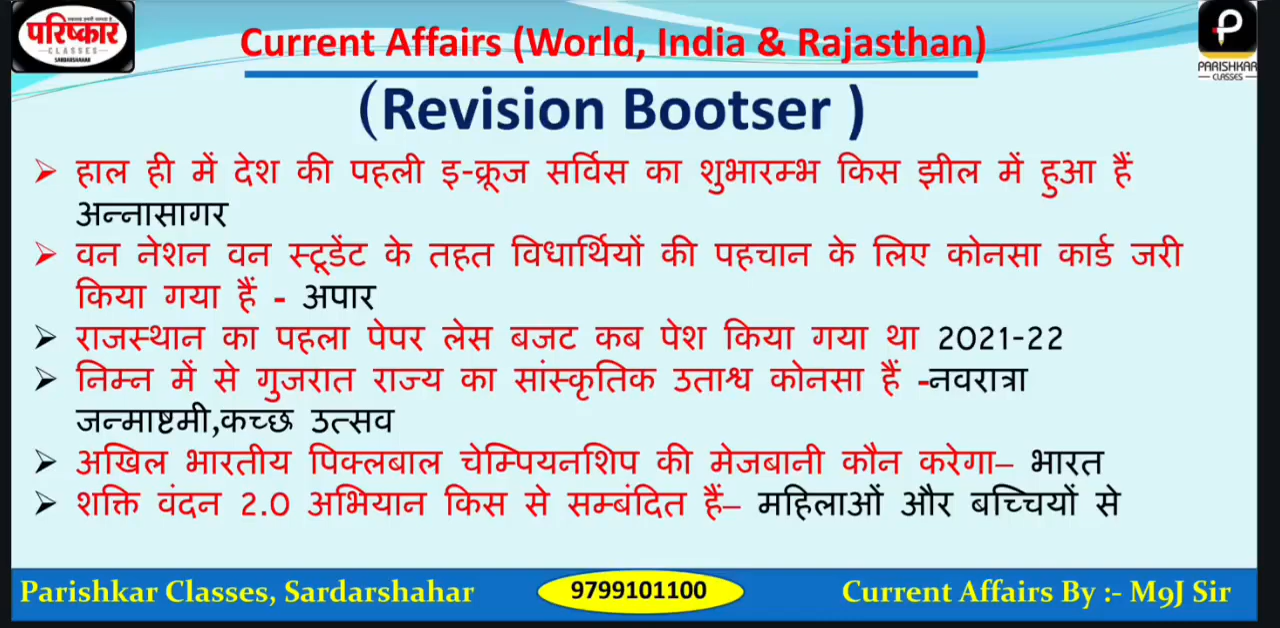 परिष्कार
CLASSES
SARDARSHAHAR
Current Affairs (World, India & Rajasthan)
PARISHKAR
CLASSES
(Revision Bootser )
➢ हाल ही में देश की पहली इ-क्रूज सर्विस का शुभारम्भ किस झील में हुआ हैं
अन्नासागर
➢ वन नेशन वन स्टूडेंट के तहत विधार्थियों की पहचान के लिए कोनसा कार्ड जरी
किया गया हैं - अपार
➢ राजस्थान का पहला पेपर लेस बजट कब पेश किया गया था 2021-22
➢ निम्न में से गुजरात राज्य का सांस्कृतिक उताश्व कोनसा हैं -नवरात्रा
जन्माष्टमी,कच्छ उत्सव
➢ अखिल भारतीय पिक्लबाल चेम्पियनशिप की मेजबानी कौन करेगा– भारत
➢ शक्ति वंदन 2.0 अभियान किस से सम्बंदित हैं– महिलाओं और बच्चियों से
Parishkar Classes, Sardarshahar
9799101100
Current Affairs By :- M9J Sir